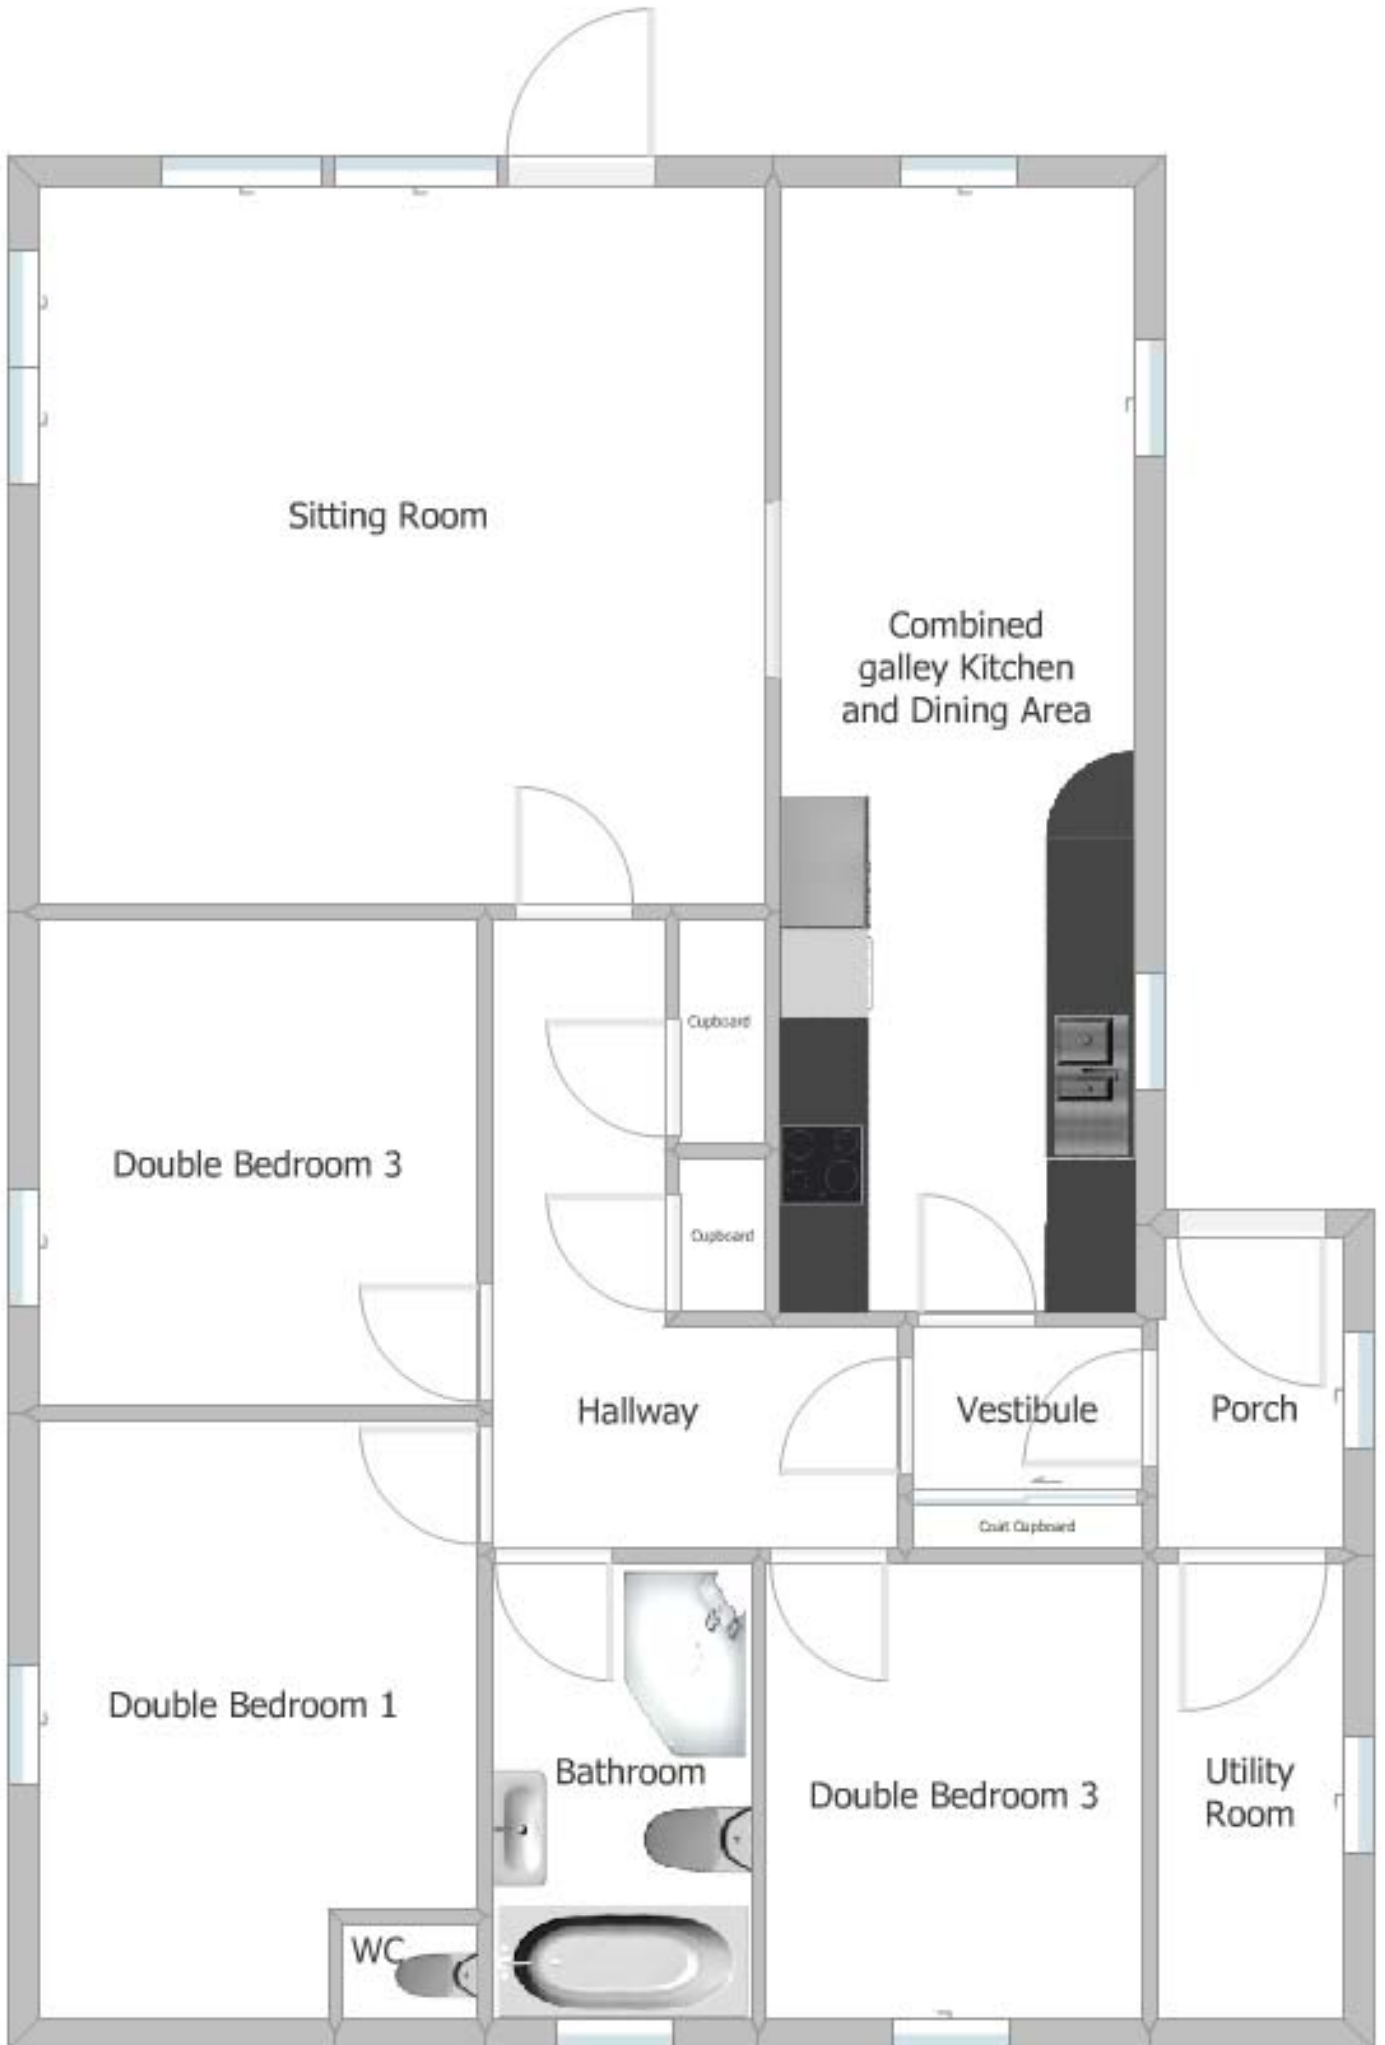 Sitting Room
Combined
galley Kitchen
and Dining Area
Cupboard
Double Bedroom 3
Cupboard
Hallway
Vestibule
Porch
Coat Cupboard
Double Bedroom 1
Bathroom
Double Bedroom 3
Utility
Room
WC